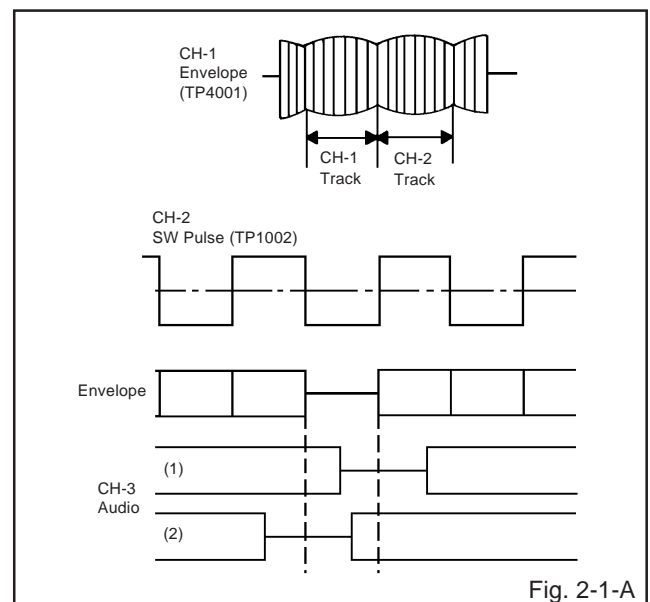 CH-1
Envelope
(TP4001)
CH-1
Track
CH-2
Track
CH-2
SW Pulse (TP1002)
Envelope
CH-3
Audio
(1)
(2)
Fig. 2-1-A